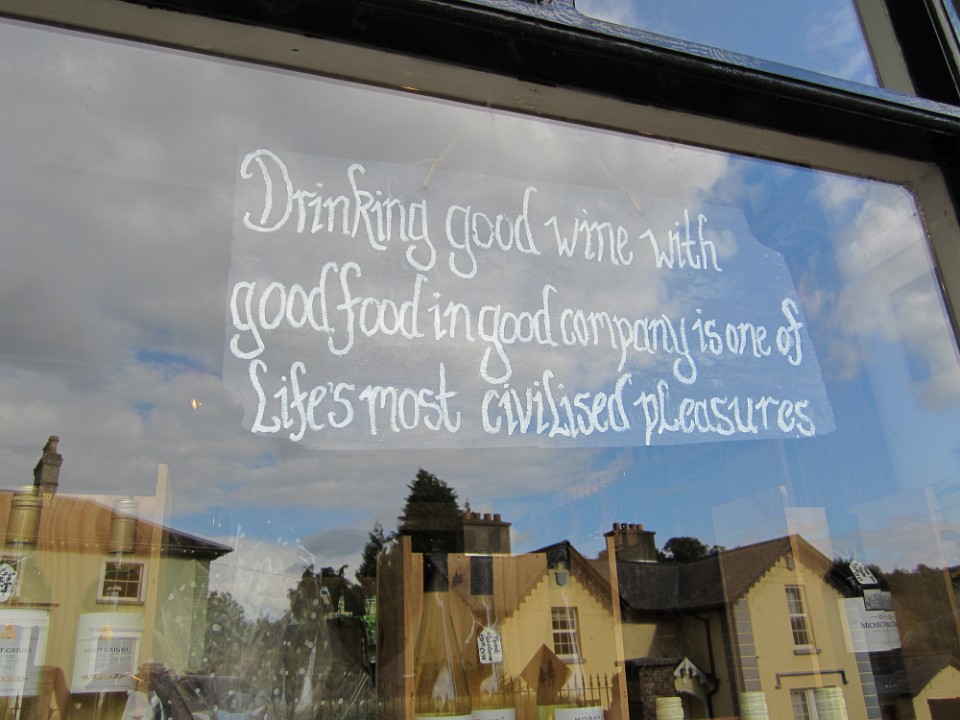 Drinking good wine with
good food in good company is one of
Life's most civilised pleasures